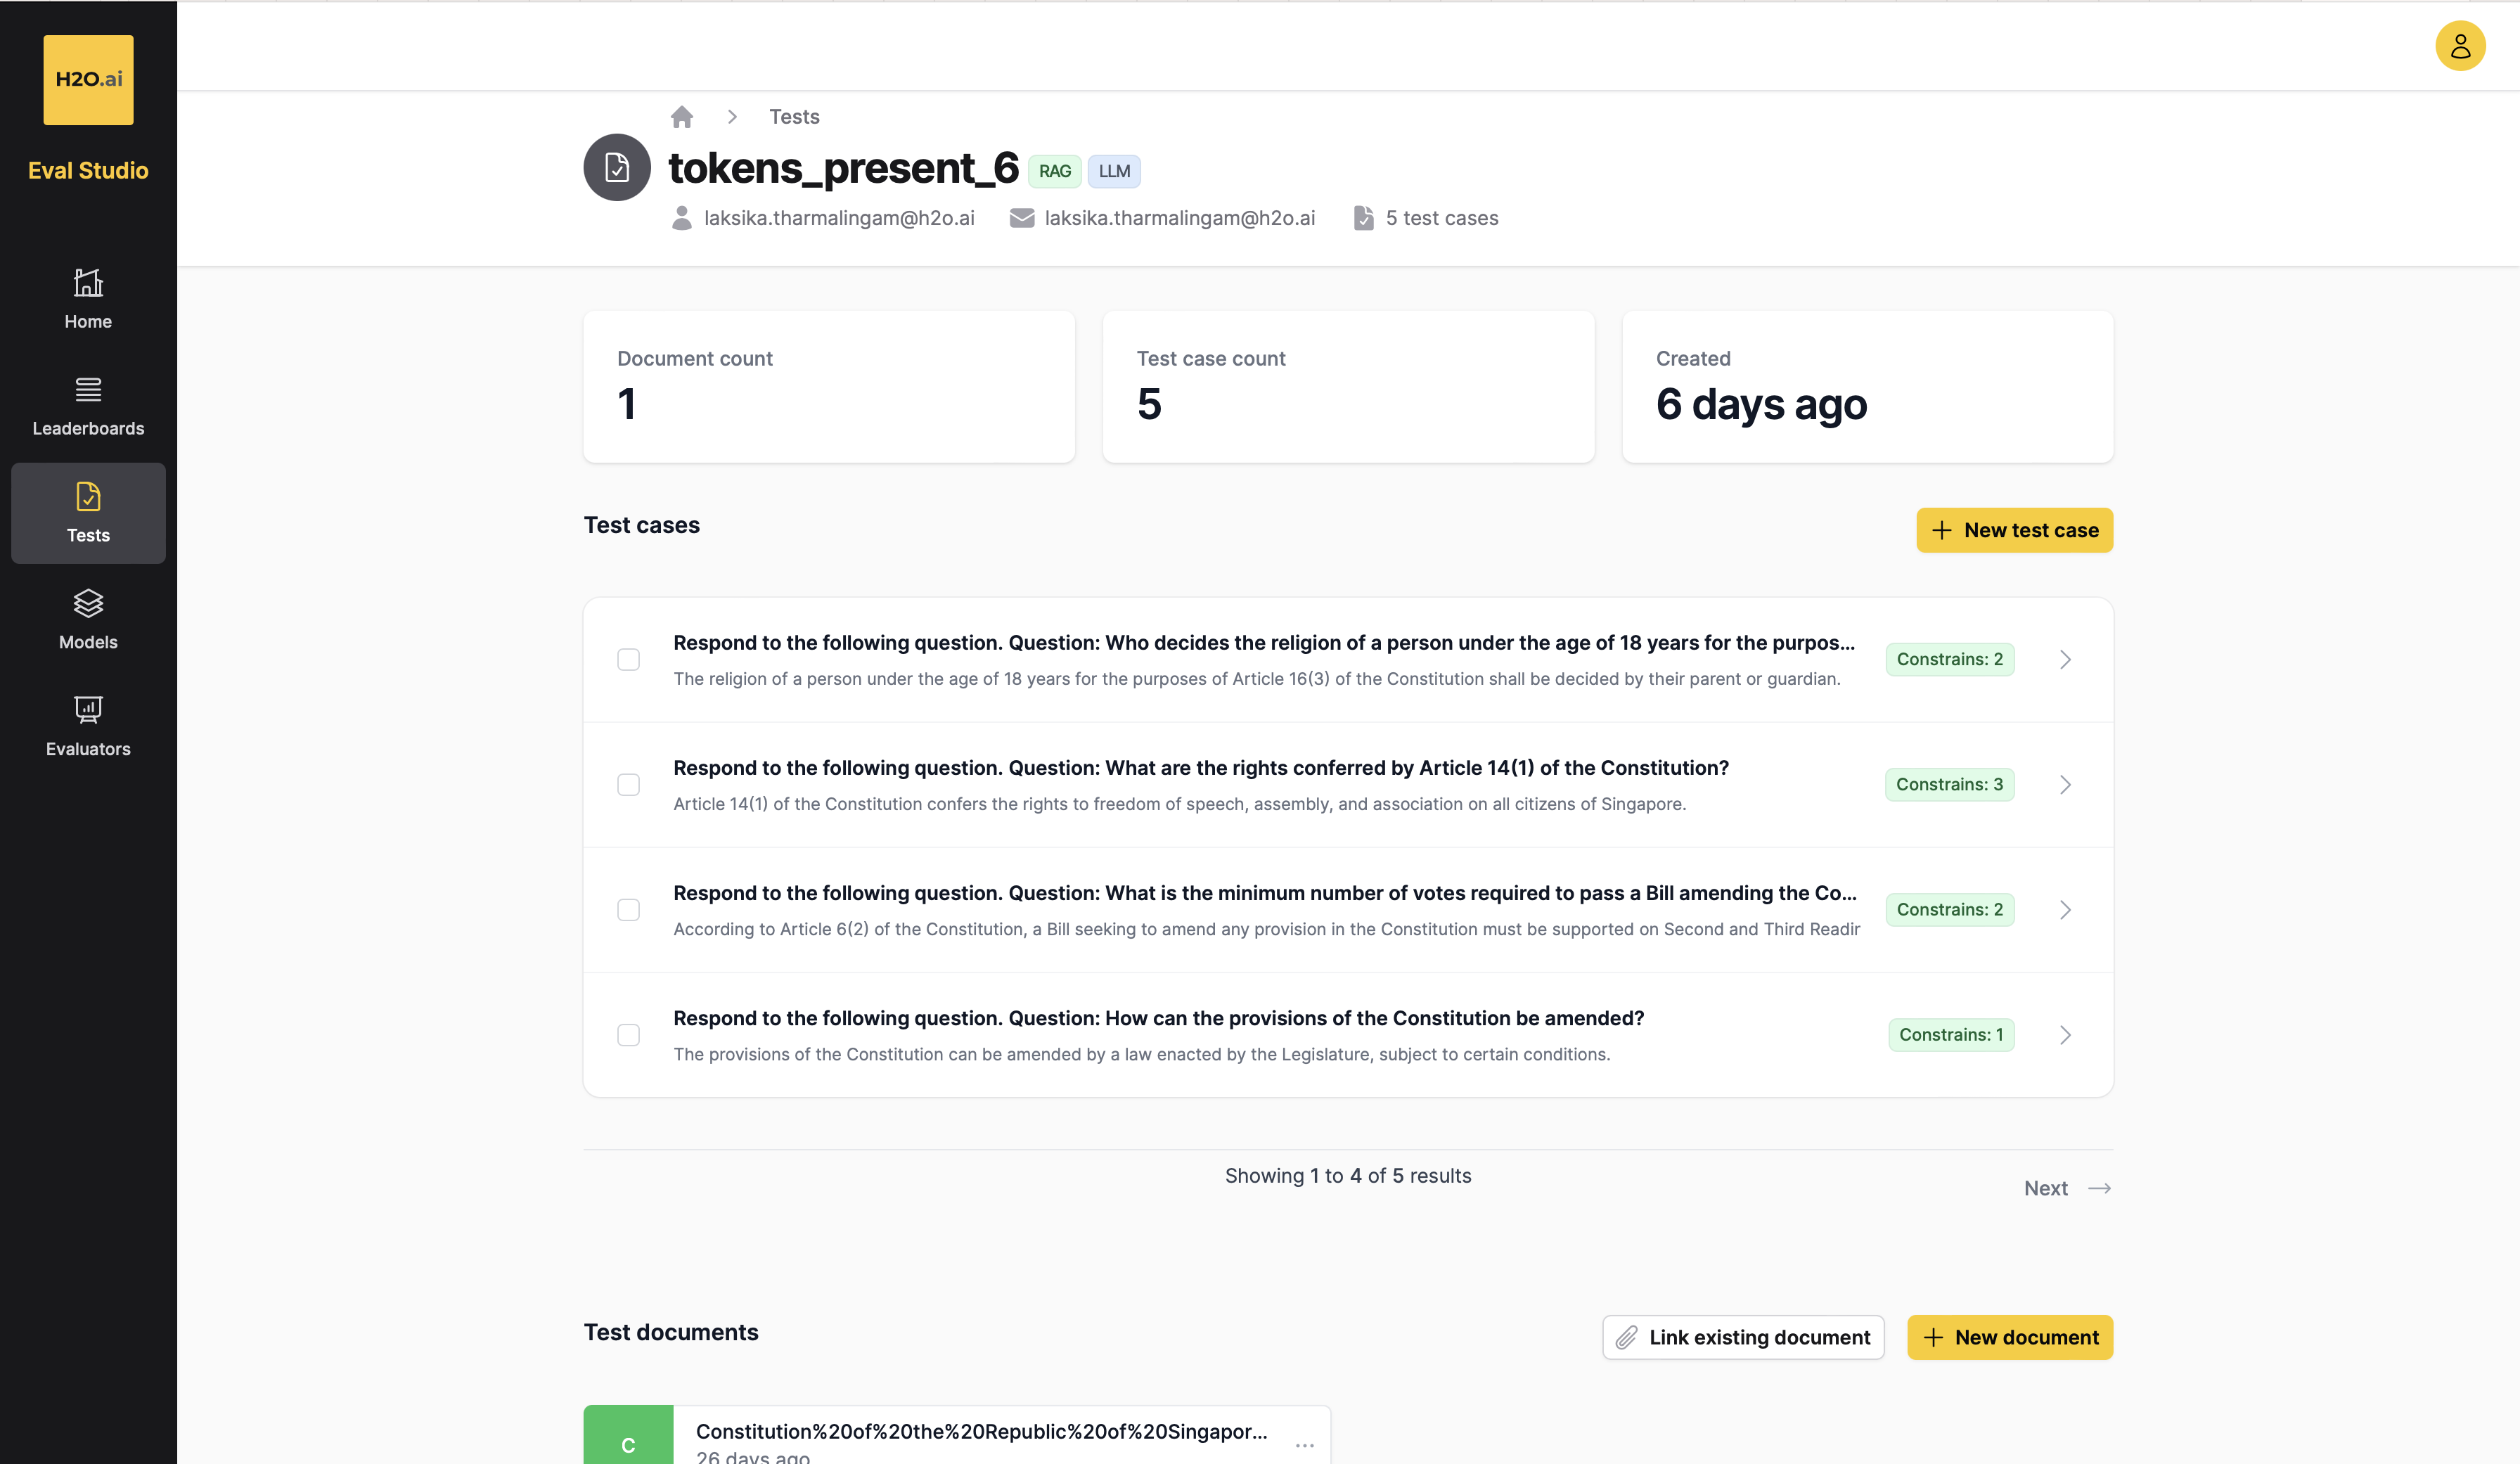 H2O.ai
Eval Studio
Home
Leaderboards
Tests
Models
Evaluators
Tests
tokens_present_6 RAG LLM
laksika.tharmalingam@h2o.ai laksika.tharmalingam@h2o.ai 5 test cases
Document count
1
Test case count
5
Created
6 days ago
Test cases
New test case
Respond to the following question. Question: Who decides the religion of a person under the age of 18 years for the purpos...
The religion of a person under the age of 18 years for the purposes of Article 16(3) of the Constitution shall be decided by their parent or guardian.
Constrains: 2
Respond to the following question. Question: What are the rights conferred by Article 14(1) of the Constitution?
Article 14(1) of the Constitution confers the rights to freedom of speech, assembly, and association on all citizens of Singapore.
Constrains: 3
Respond to the following question. Question: What is the minimum number of votes required to pass a Bill amending the Co...
According to Article 6(2) of the Constitution, a Bill seeking to amend any provision in the Constitution must be supported on Second and Third Readir
Constrains: 2
Respond to the following question. Question: How can the provisions of the Constitution be amended?
The provisions of the Constitution can be amended by a law enacted by the Legislature, subject to certain conditions.
Constrains: 1
Showing 1 to 4 of 5 results
Next
Test documents
Link existing document
New document
C
Constitution%20of%20the%20Republic%20of%20Singapor...
26 days ago